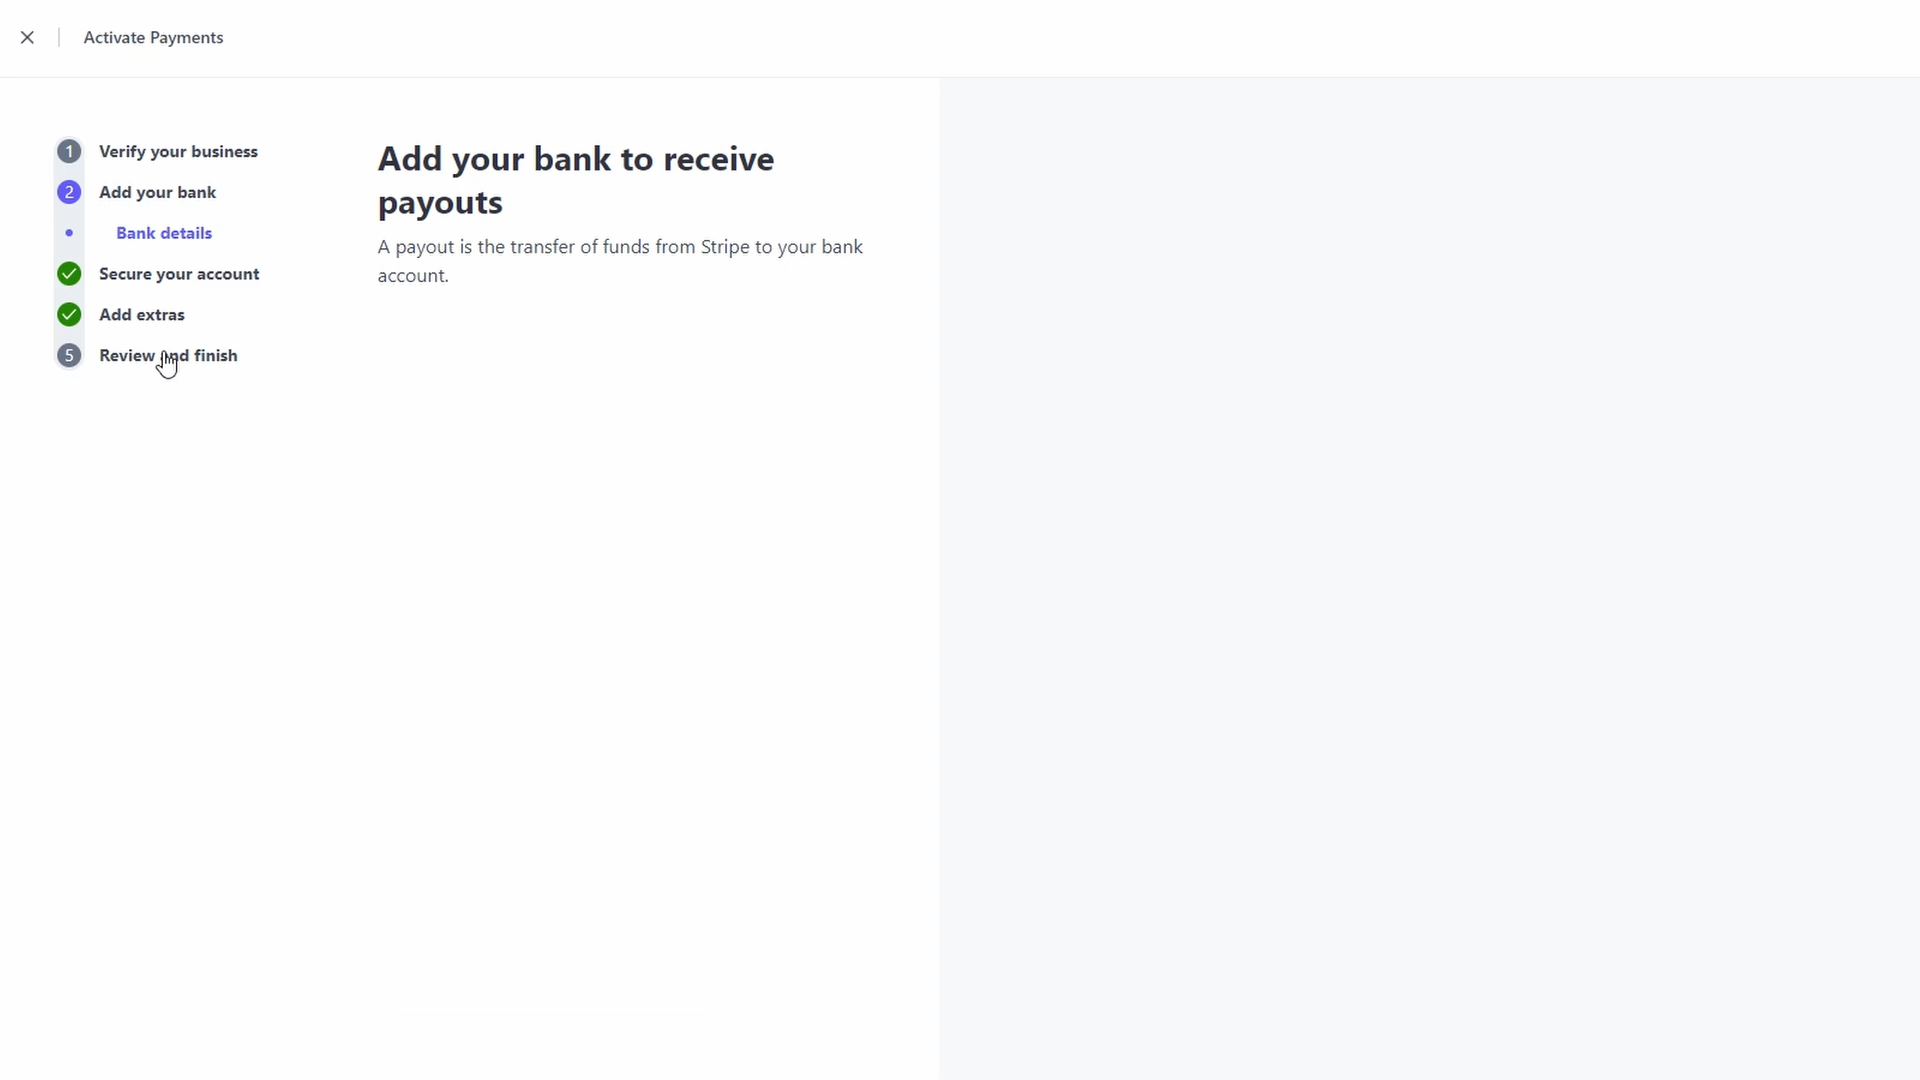 Activate Payments
1 Verify your business
2 Add your bank
Bank details
Secure your account
Add extras
5 Review and finish
Add your bank to receive
payouts
A payout is the transfer of funds from Stripe to your bank
account.